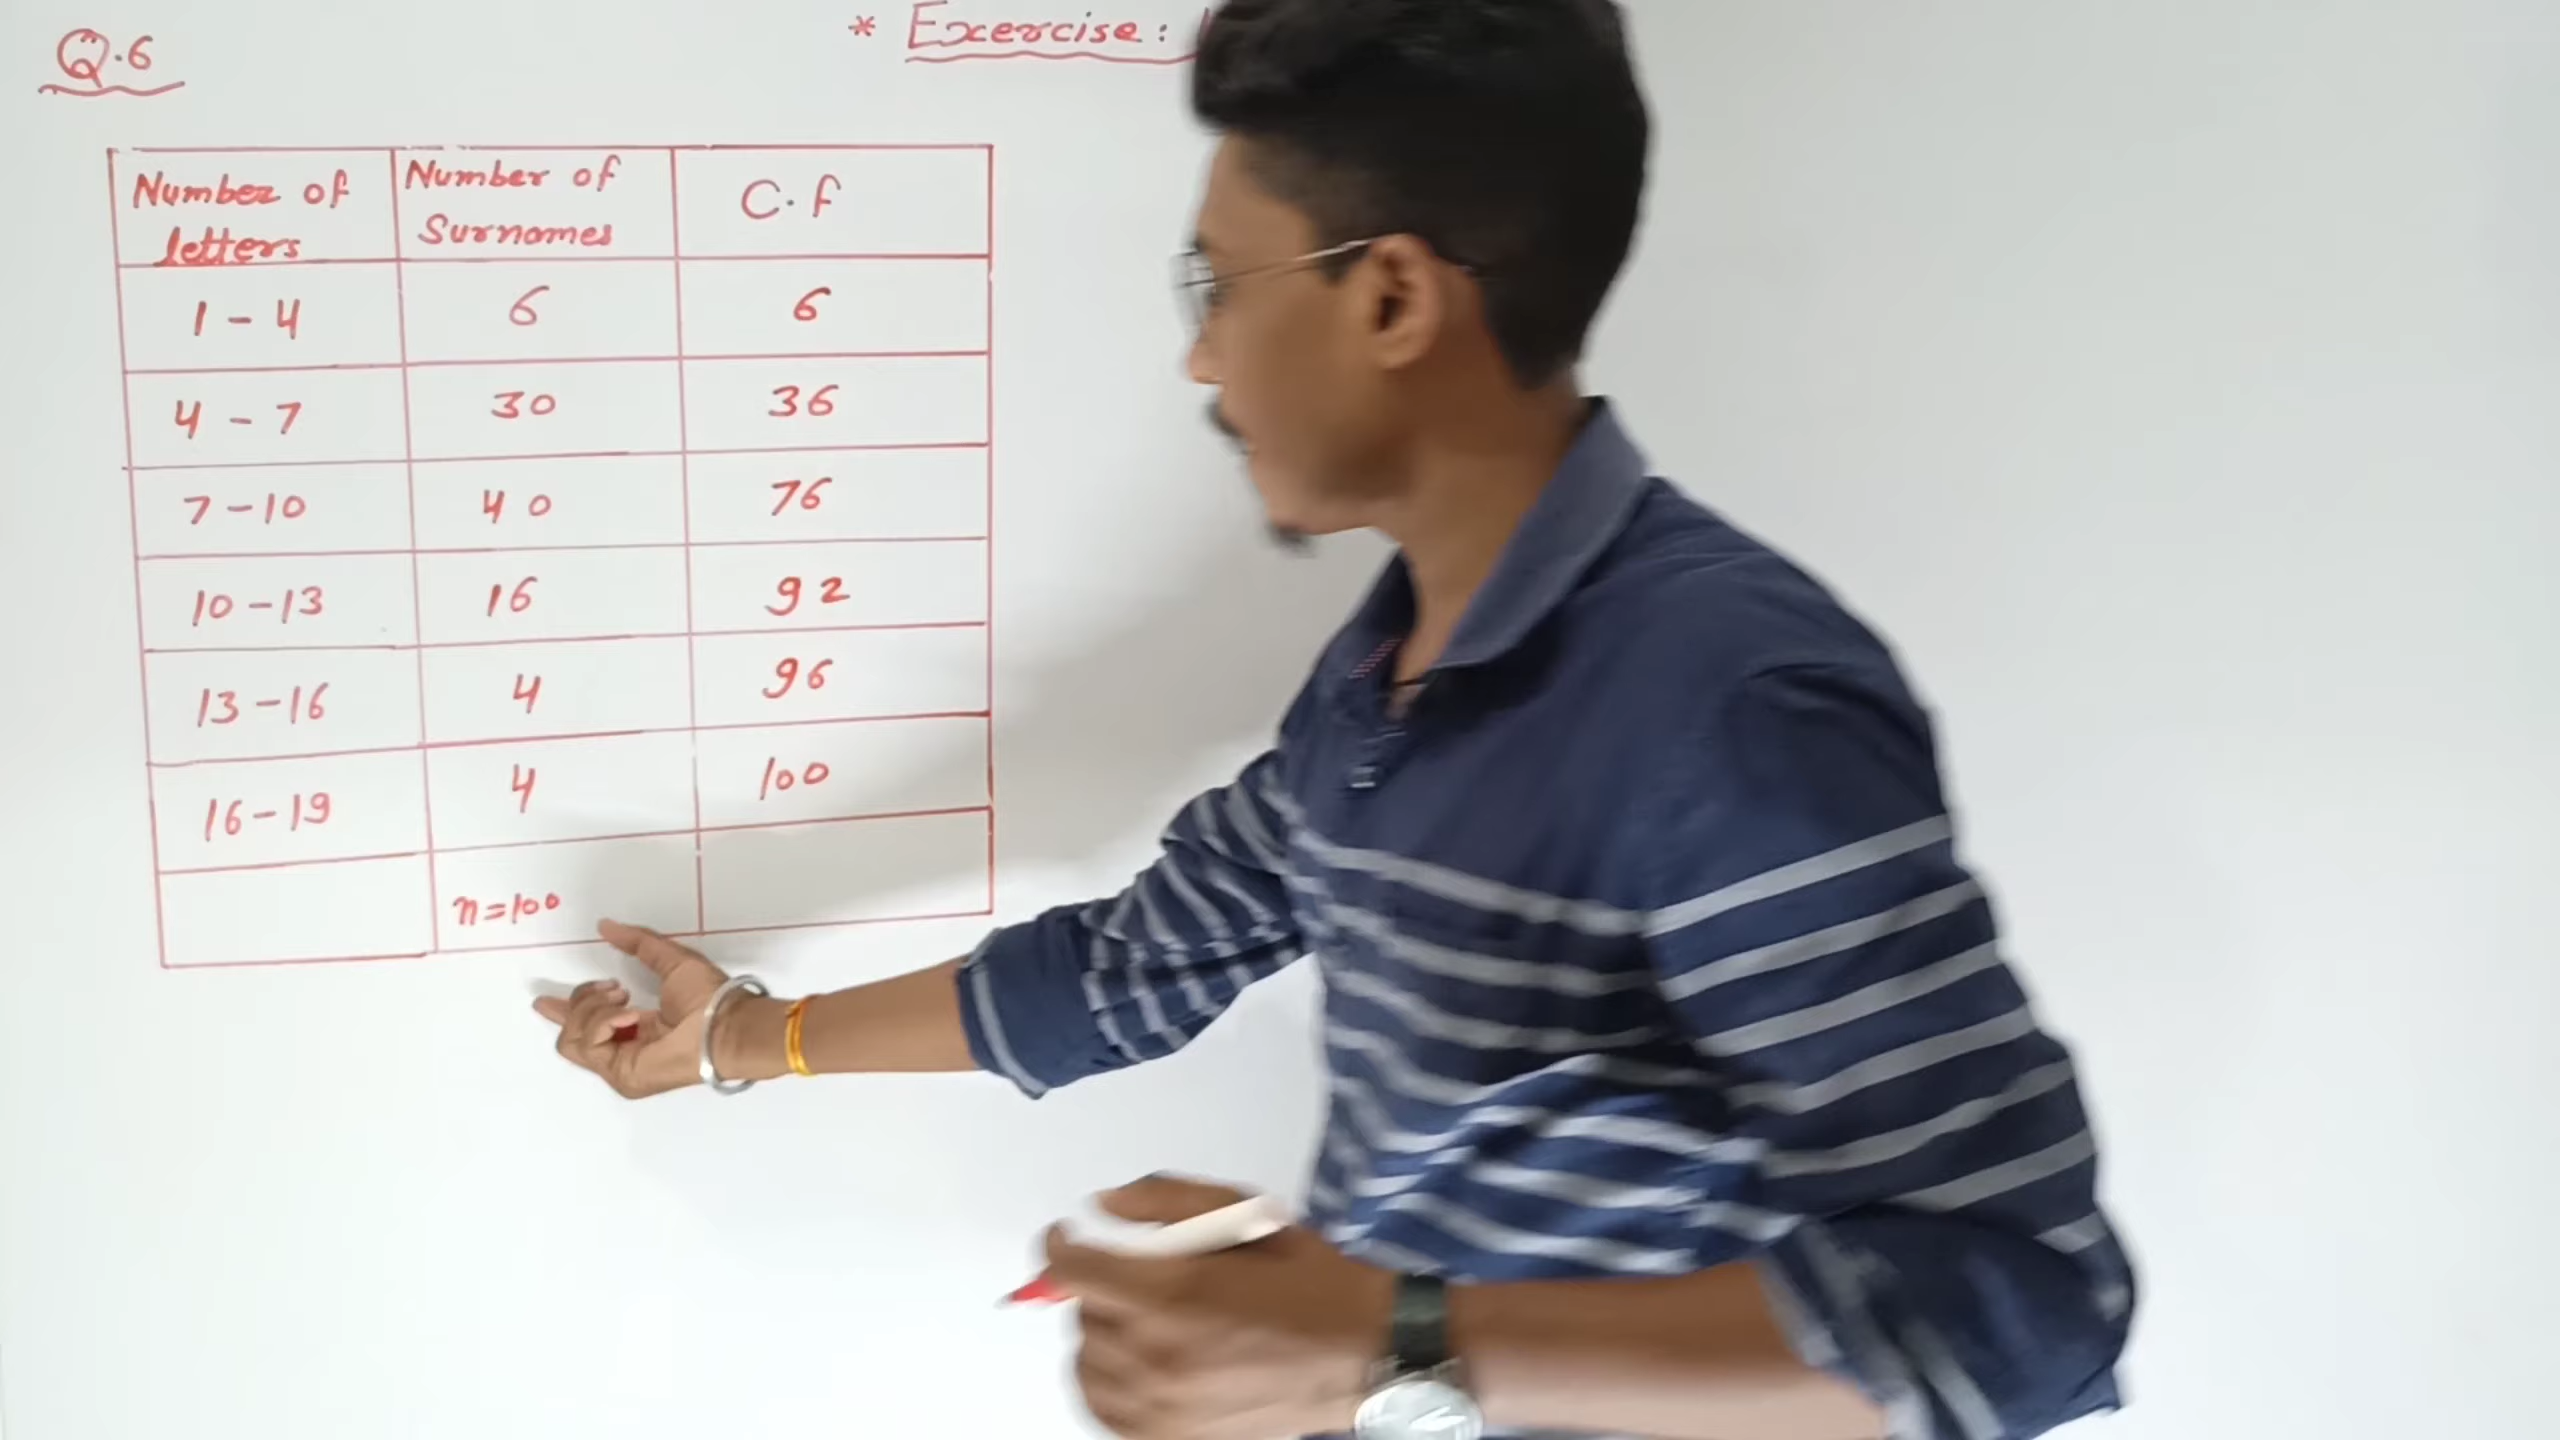 Q.6
* Excercise:
Number of letters | Number of Surnames | C.f
1 - 4 | 6 | 6
4 - 7 | 30 | 36
7 - 10 | 40 | 76
10 - 13 | 16 | 92
13 - 16 | 4 | 96
16 - 19 | 4 | 100
n = 100